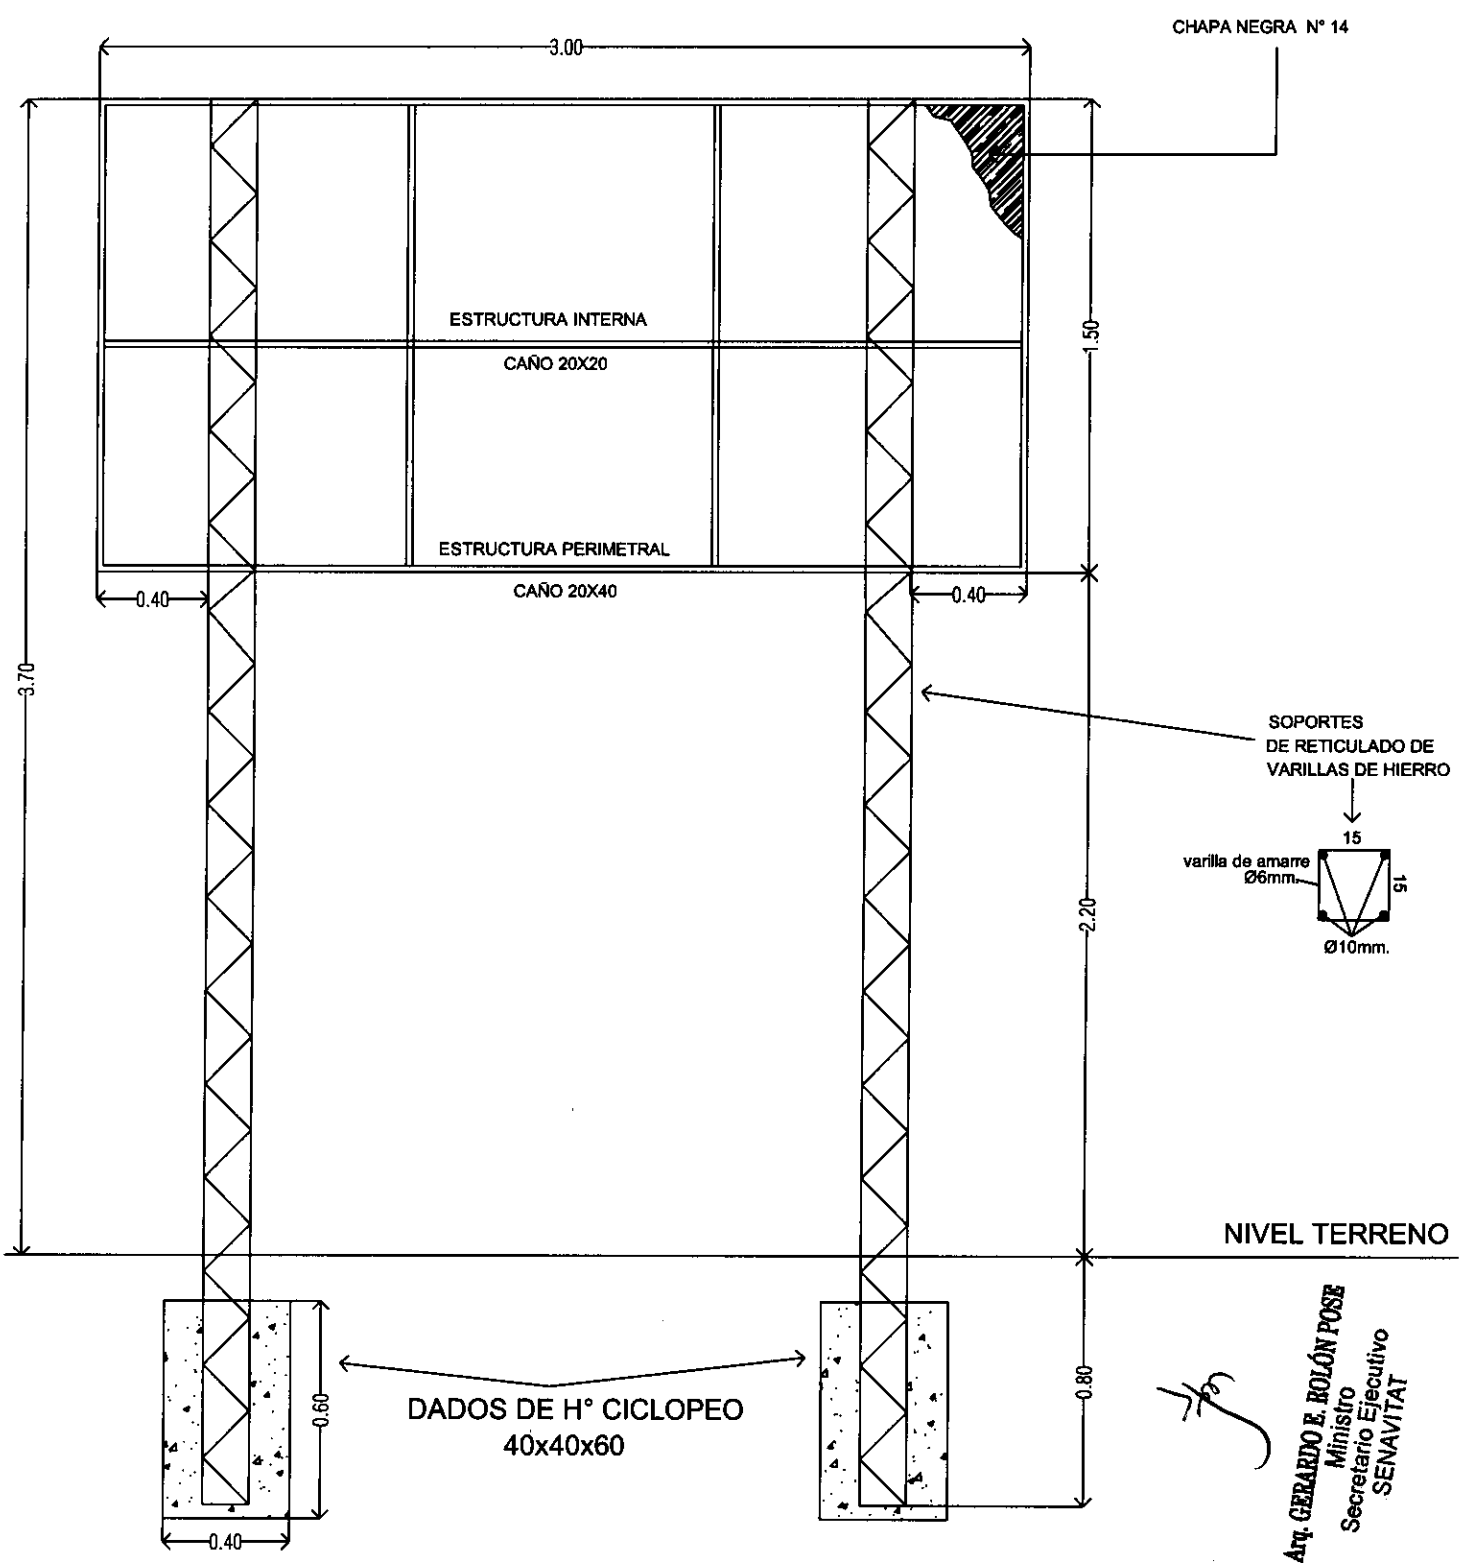 CHAPA NEGRA N° 14
3.00
ESTRUCTURA INTERNA
CAÑO 20X20
1.50
ESTRUCTURA PERIMETRAL
CAÑO 20X40
0.40
0.40
3.70
SOPORTES
DE RETICULADO DE
VARILLAS DE HIERRO
15
varilla de amarre
Ø6mm.
15
Ø10mm.
2.20
NIVEL TERRENO
0.60
0.80
DADOS DE H° CICLOPEO
40x40x60
0.40
Arq. GERARDO E. ROLÓN POSE
Ministro
Secretario Ejecutivo
SENAVITAT